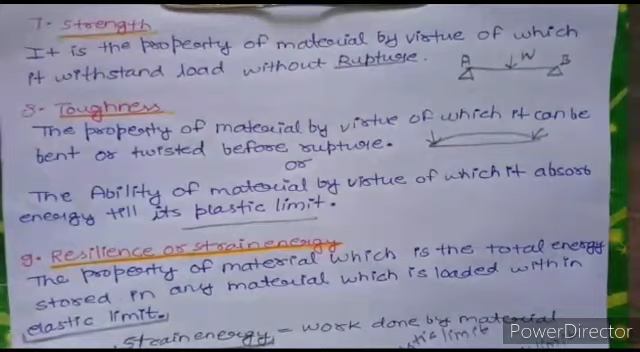 7. Strength
It is the property of material by virtue of which
it withstand load without Rupture.
A W B
8. Toughness
The property of material by virtue of which it can be
bent or twisted before rupture.
or
The Ability of material by virtue of which it absorb
energy till its plastic limit.
9. Resilience or strain energy
The property of material which is the total energy
stored in any material which is loaded within
elastic limit.
strain energy = work done by material
limit
PowerDirector